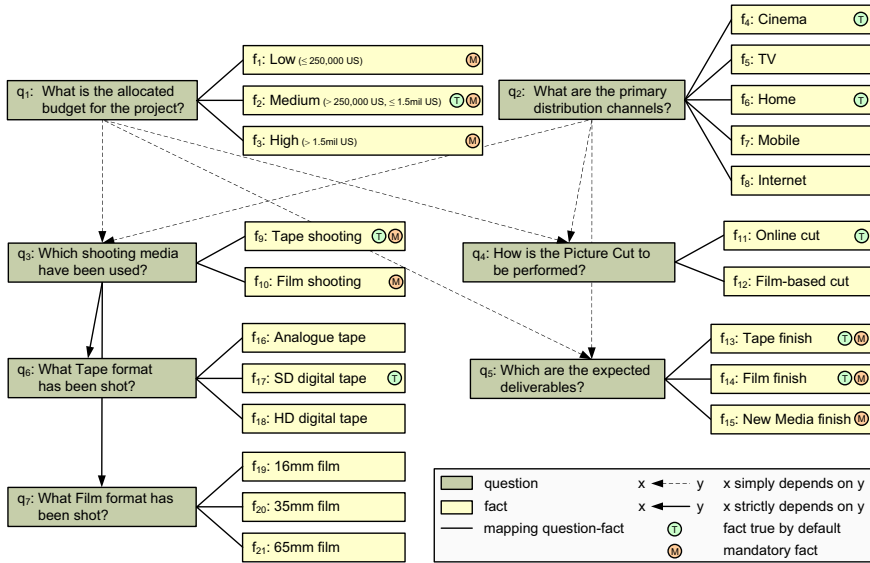 q1: What is the allocated
budget for the project?
f1: Low (≤ 250,000 US) M
f2: Medium (> 250,000 US, ≤ 1.5mil US) T M
f3: High (> 1.5mil US) M
q2: What are the primary
distribution channels?
f4: Cinema T
f5: TV
f6: Home T
f7: Mobile
f8: Internet
q3: Which shooting media
have been used?
f9: Tape shooting T M
f10: Film shooting M
q4: How is the Picture Cut to
be performed?
f11: Online cut T
f12: Film-based cut
q6: What Tape format
has been shot?
f16: Analogue tape
f17: SD digital tape T
f18: HD digital tape
q5: Which are the expected
deliverables?
f13: Tape finish T M
f14: Film finish T M
f15: New Media finish M
q7: What Film format has
been shot?
f19: 16mm film
f20: 35mm film
f21: 65mm film
question x y x simply depends on y
fact x y x strictly depends on y
mapping question-fact T fact true by default
M mandatory fact